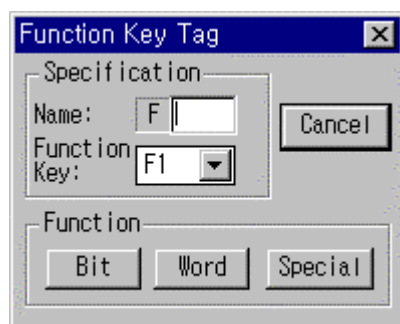 Function Key Tag
Specification
Name: F
Cancel
Function
Key: F1
Function
Bit Word Special